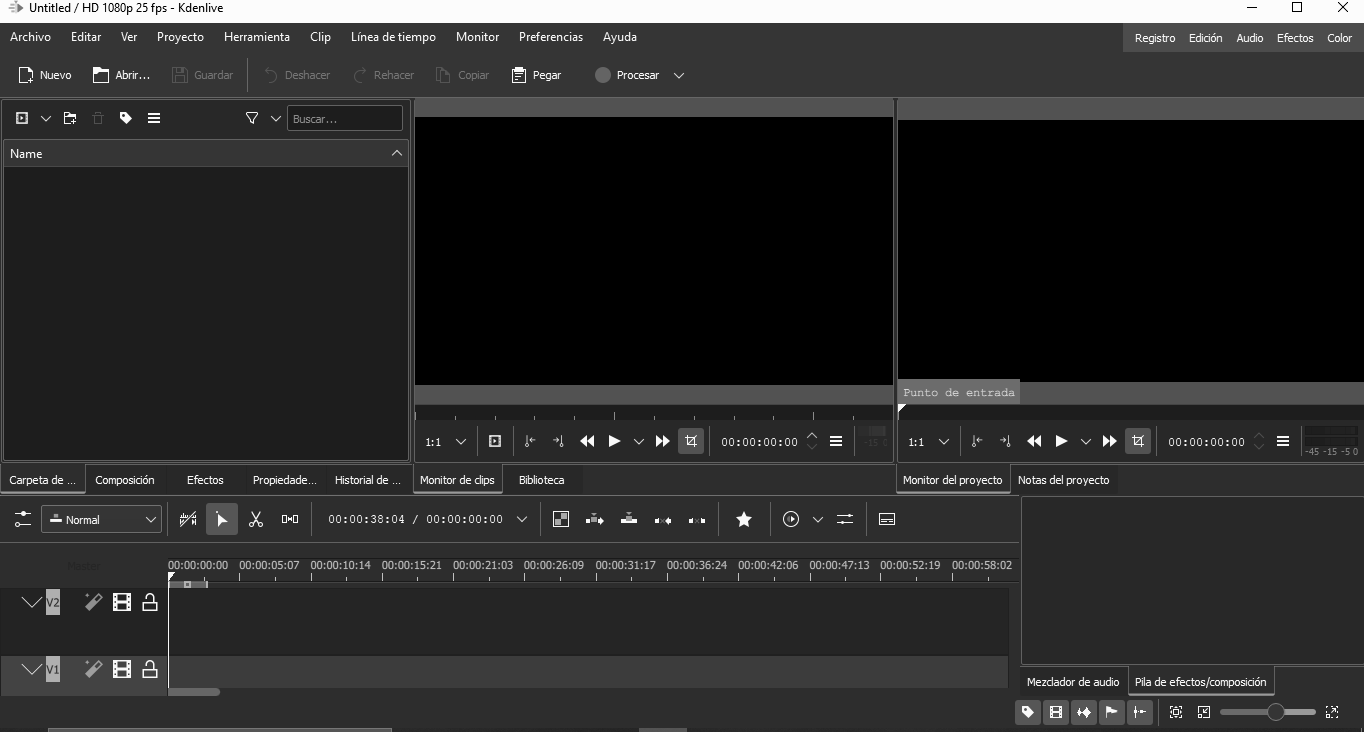 Untitled / HD 1080p 25 fps - Kdenlive
Archivo Editar Ver Proyecto Herramienta Clip Línea de tiempo Monitor Preferencias Ayuda Registro Edición Audio Efectos Color
Nuevo Abrir... Guardar Deshacer Rehacer Copiar Pegar Procesar
Buscar...
Name
Punto de entrada
1:1 00:00:00:00 -15 0 1:1 00:00:00:00 -45 -15 -5 0
Carpeta de ... Composición Efectos Propiedade... Historial de ... Monitor de clips Biblioteca Monitor del proyecto Notas del proyecto
Normal 00:00:38:04 / 00:00:00:00
Máster 00:00:00:00 00:00:05:07 00:00:10:14 00:00:15:21 00:00:21:03 00:00:26:09 00:00:31:17 00:00:36:24 00:00:42:06 00:00:47:13 00:00:52:19 00:00:58:02
V2
V1
Mezclador de audio Pila de efectos/composición